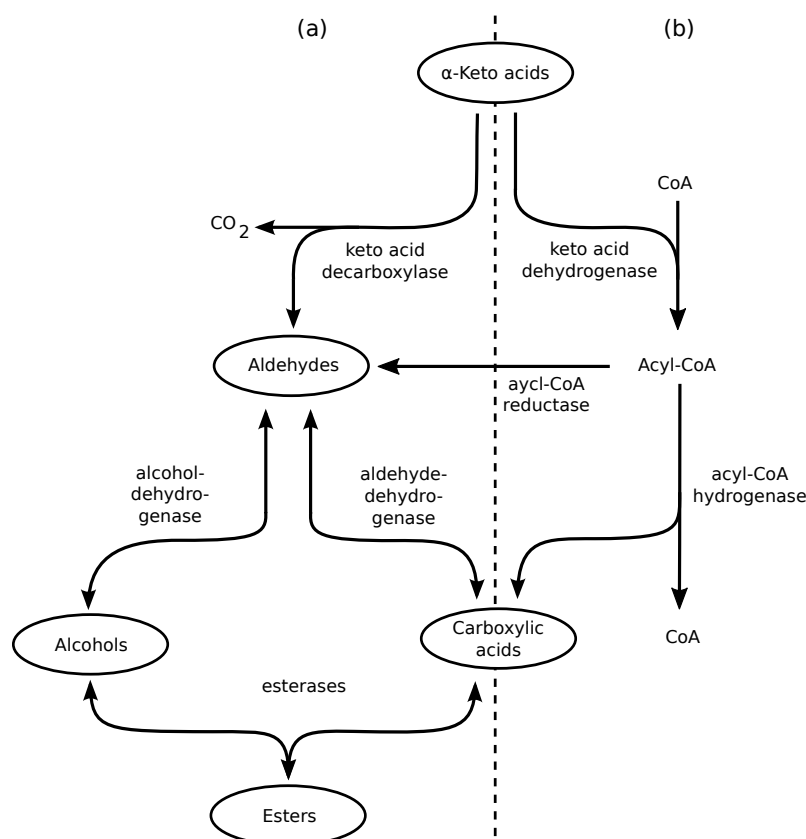 (a)
(b)
α-Keto acids
CoA
CO2
keto acid
decarboxylase
keto acid
dehydrogenase
Aldehydes
Acyl-CoA
aycl-CoA
reductase
alcohol-
dehydro-
genase
aldehyde-
dehydro-
genase
acyl-CoA
hydrogenase
Alcohols
Carboxylic
acids
CoA
esterases
Esters